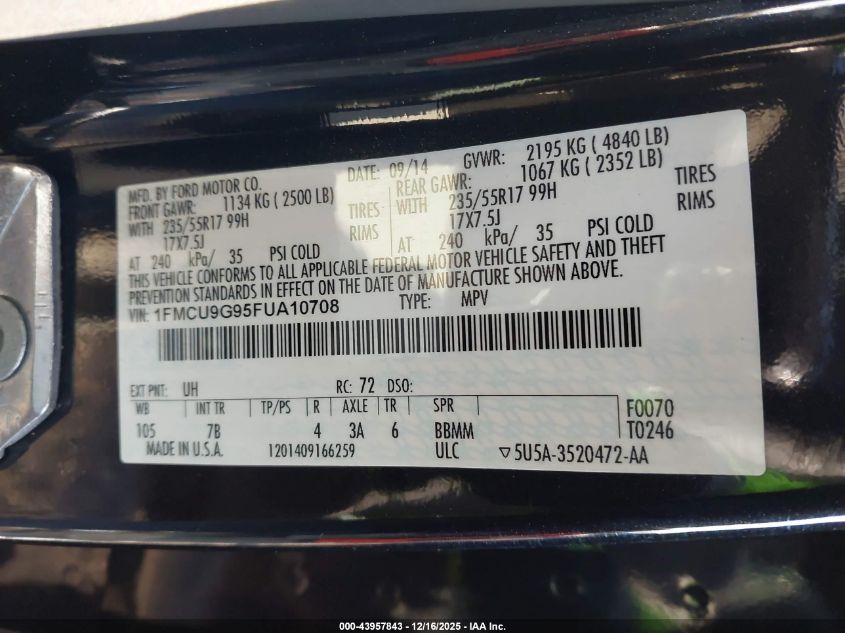 MFD. BY FORD MOTOR CO. DATE: 09/14 GVWR: 2195 KG ( 4840 LB)
FRONT GAWR: 1134 KG ( 2500 LB) REAR GAWR: 1067 KG ( 2352 LB)
WITH 235/55R17 99H TIRES WITH 235/55R17 99H TIRES
17X7.5J RIMS 17X7.5J RIMS
AT 240 kPa/ 35 PSI COLD AT 240 kPa/ 35 PSI COLD
THIS VEHICLE CONFORMS TO ALL APPLICABLE FEDERAL MOTOR VEHICLE SAFETY AND THEFT
PREVENTION STANDARDS IN EFFECT ON THE DATE OF MANUFACTURE SHOWN ABOVE.
VIN: 1FMCU9G95FUA10708 TYPE: MPV
EXT PNT: UH RC: 72 DSO:
WB INT TR TP/PS R AXLE TR SPR F0070
105 7B 4 3A 6 BBMM T0246
MADE IN U.S.A. 1201409166259 ULC ▽5U5A-3520472-AA
000-43957843 - 12/16/2025 - IAA Inc.